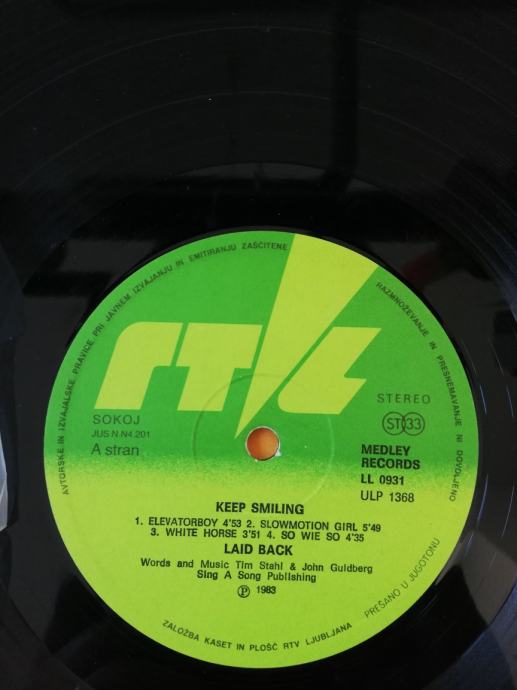 AVTORSKE IN IZVAJALSKE PRAVICE PRI JAVNEM IZVAJANJU IN EMITIRANJU ZAŠČITENE
RAZMNOŽEVANJE IN PRESNEMAVANJE NI DOVOLJENO
rtl
SOKOJ
JUS N.N4.201
A stran
STEREO
ST33
MEDLEY
RECORDS
LL 0931
ULP 1368
KEEP SMILING
1. ELEVATORBOY 4'53 2. SLOWMOTION GIRL 5'49
3. WHITE HORSE 3'51 4. SO WIE SO 4'35
LAID BACK
Words and Music Tim Stahl & John Guldberg
Sing A Song Publishing
Ⓟ 1983
ZALOŽBA KASET IN PLOŠČ RTV LJUBLJANA
PREŠANO U JUGOTONU